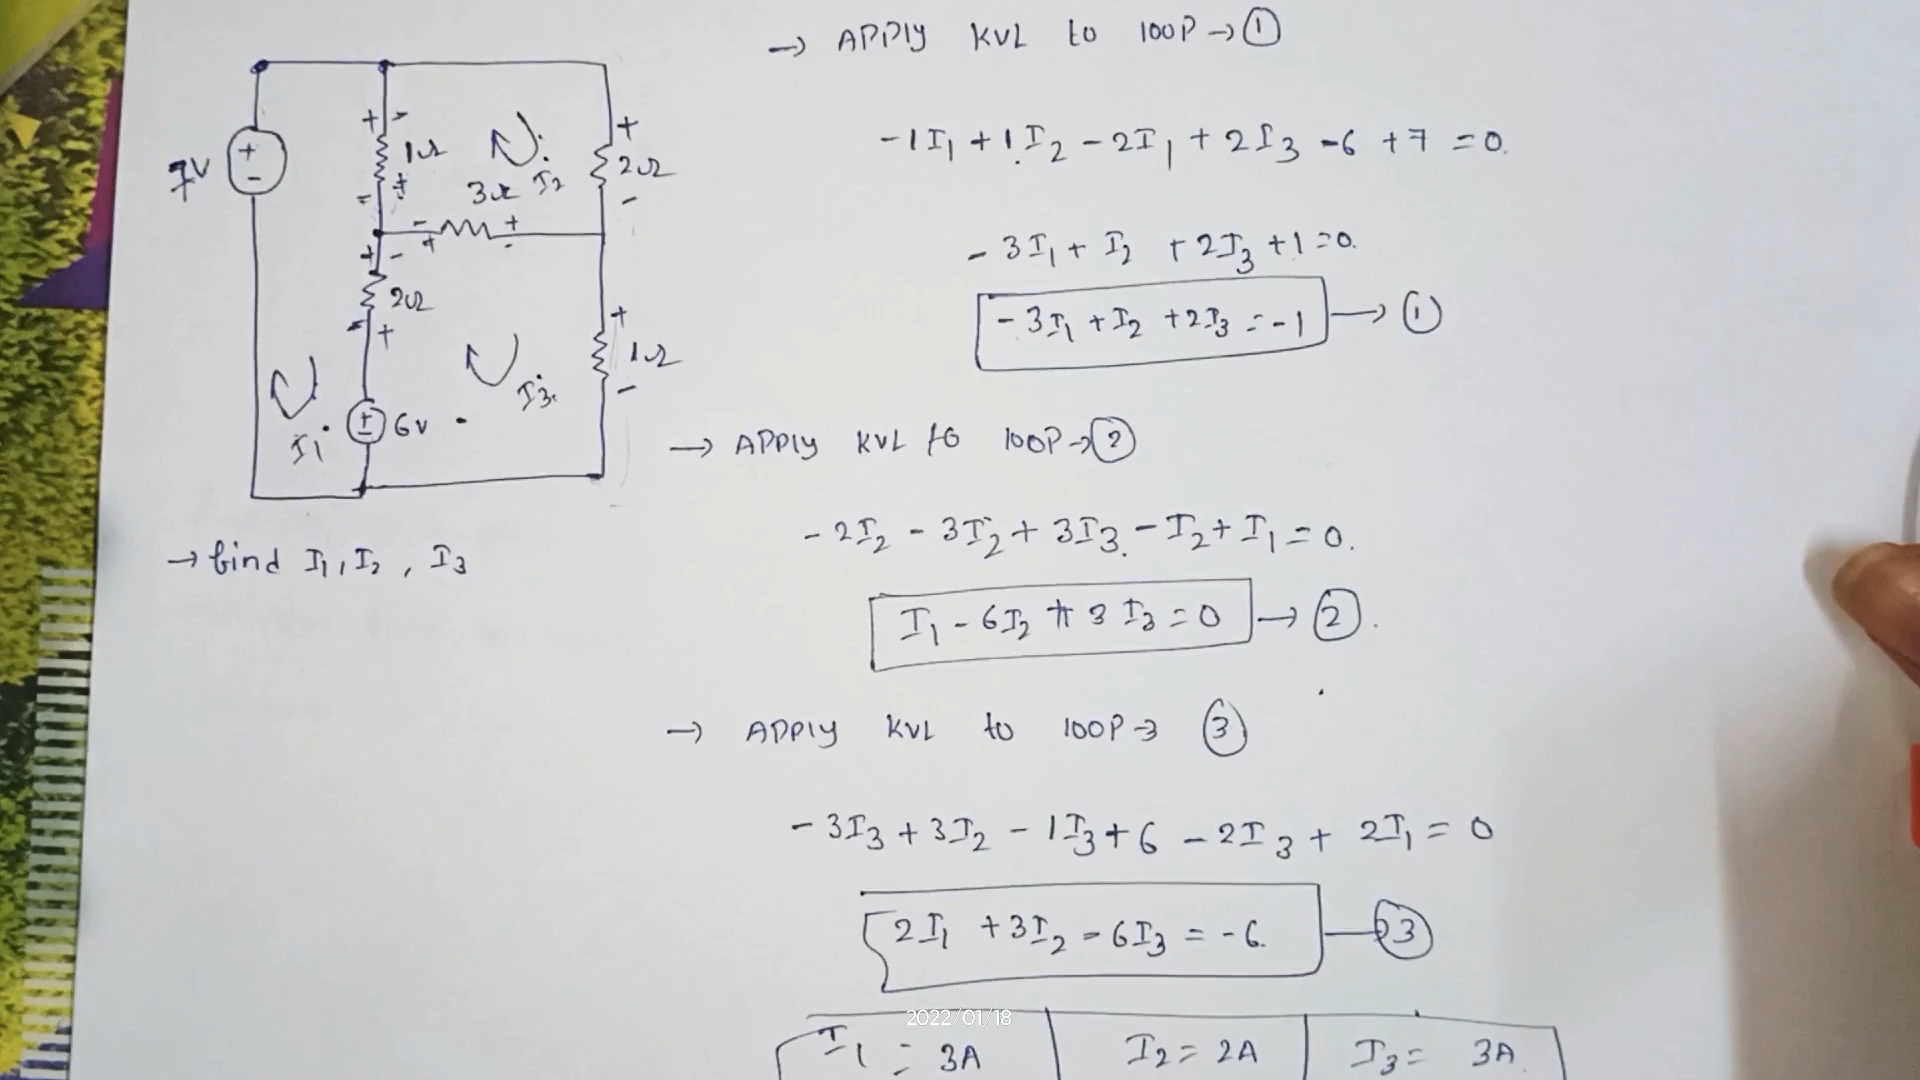 → APPLY KVL to LOOP → ①
-1I₁ + 1I₂ - 2I₁ + 2I₃ - 6 + 7 = 0.
- 3I₁ + I₂ + 2I₃ + 1 = 0.
- 3I₁ + I₂ + 2I₃ = -1 → ①
→ APPLY KVL to LOOP → ②
- 2I₂ - 3I₂ + 3I₃ - I₂ + I₁ = 0.
I₁ - 6I₂ + 3I₃ = 0 → ②.
→ APPLY KVL to LOOP → ③
- 3I₃ + 3I₂ - 1I₃ + 6 - 2I₃ + 2I₁ = 0
2I₁ + 3I₂ - 6I₃ = -6. → ③
I₁ = 3A I₂ = 2A I₃ = 3A.
7V + -
+ - 1Ω - +
3Ω I₂
+ 2Ω -
- + + -
+ - 2Ω - +
+ 1Ω -
I₁ + - 6V
I₃
→ find I₁, I₂, I₃
2022/01/18